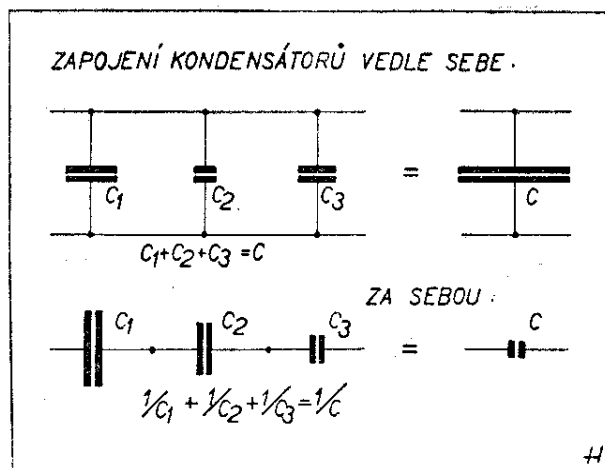 ZAPOJENÍ KONDENSÁTORŮ VEDLE SEBE.
C1 C2 C3 = C
C1+C2+C3=C
ZA SEBOU:
C1 C2 C3 = C
1/C1 + 1/C2 + 1/C3 = 1/C